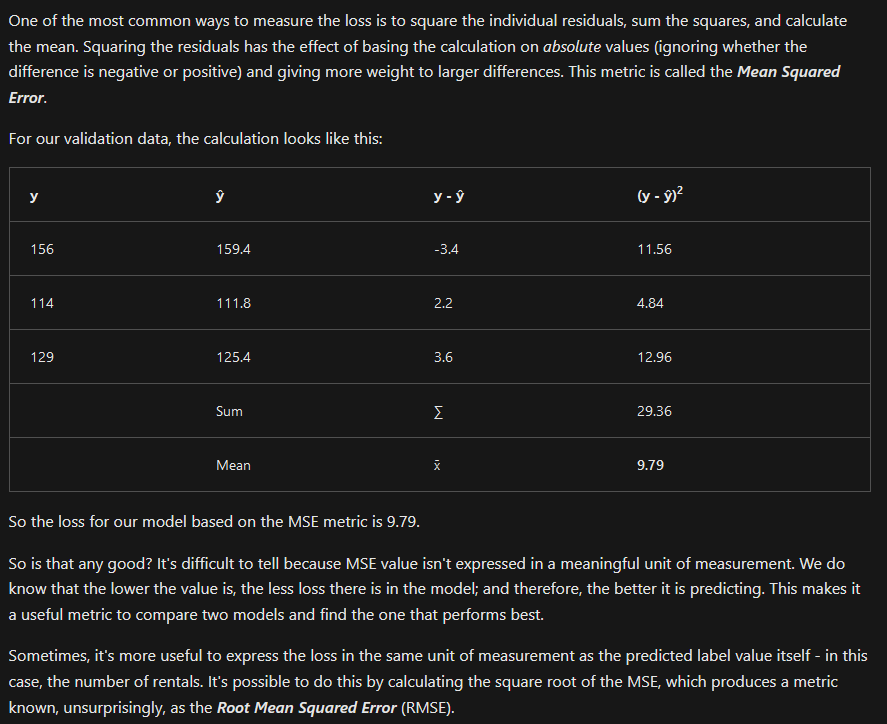 One of the most common ways to measure the loss is to square the individual residuals, sum the squares, and calculate
the mean. Squaring the residuals has the effect of basing the calculation on absolute values (ignoring whether the
difference is negative or positive) and giving more weight to larger differences. This metric is called the Mean Squared
Error.
For our validation data, the calculation looks like this:
y ŷ y - ŷ (y - ŷ)²
156 159.4 -3.4 11.56
114 111.8 2.2 4.84
129 125.4 3.6 12.96
Sum ∑ 29.36
Mean x̄ 9.79
So the loss for our model based on the MSE metric is 9.79.
So is that any good? It's difficult to tell because MSE value isn't expressed in a meaningful unit of measurement. We do
know that the lower the value is, the less loss there is in the model; and therefore, the better it is predicting. This makes it
a useful metric to compare two models and find the one that performs best.
Sometimes, it's more useful to express the loss in the same unit of measurement as the predicted label value itself - in this
case, the number of rentals. It's possible to do this by calculating the square root of the MSE, which produces a metric
known, unsurprisingly, as the Root Mean Squared Error (RMSE).